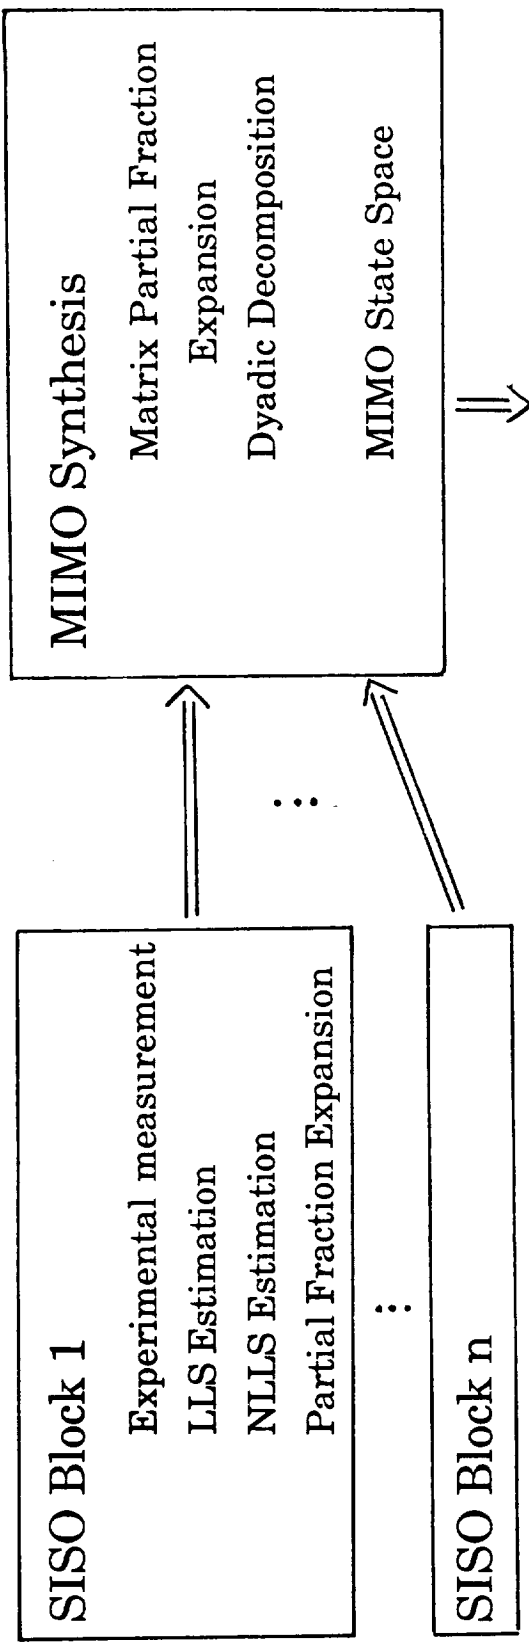 SISO Block 1
Experimental measurement
LLS Estimation
NLLS Estimation
Partial Fraction Expansion
SISO Block n
MIMO Synthesis
Matrix Partial Fraction
Expansion
Dyadic Decomposition
MIMO State Space